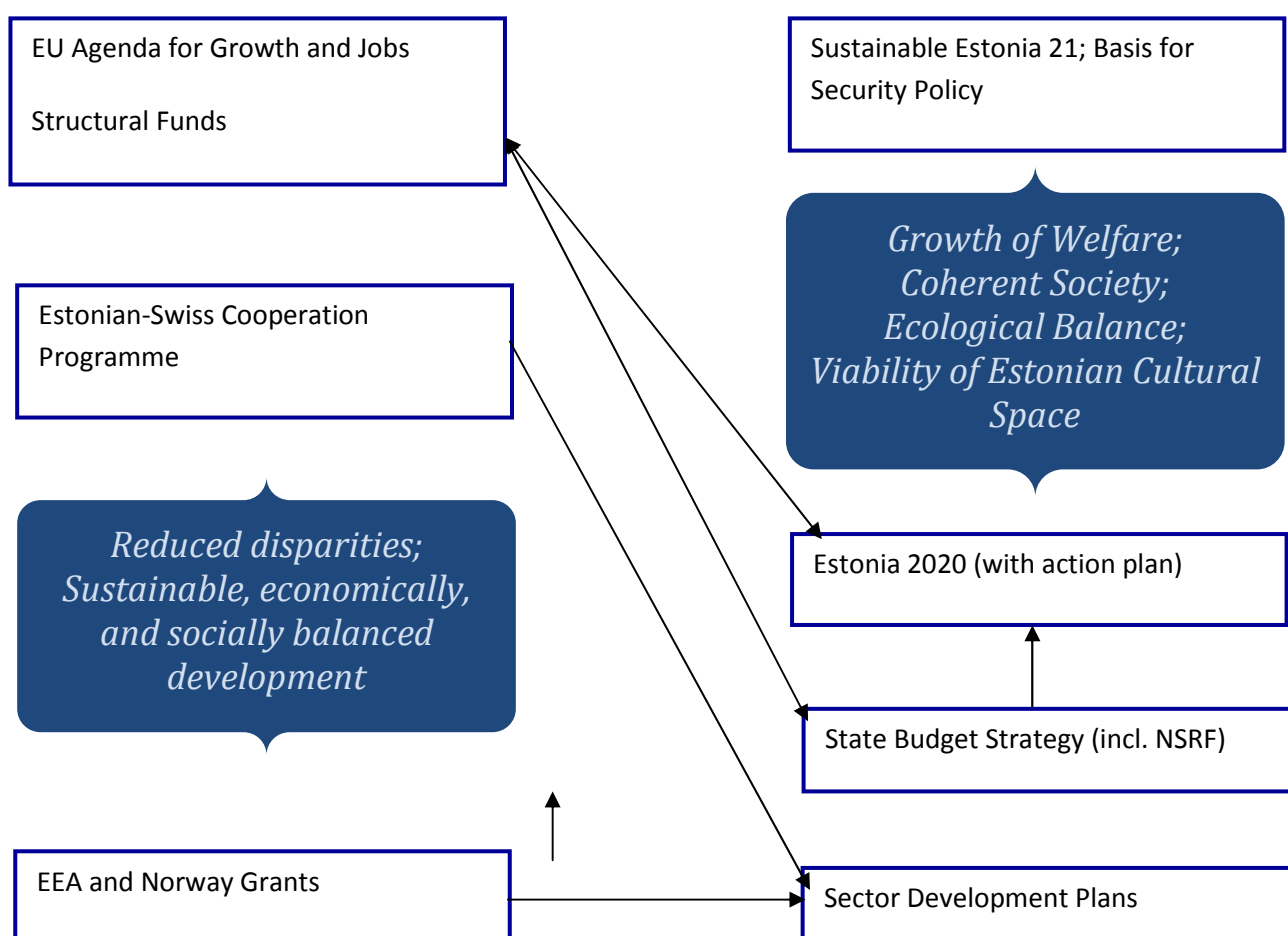 EU Agenda for Growth and Jobs
Structural Funds
Sustainable Estonia 21; Basis for
Security Policy
Growth of Welfare;
Coherent Society;
Ecological Balance;
Viability of Estonian Cultural
Space
Estonian-Swiss Cooperation
Programme
Reduced disparities;
Sustainable, economically,
and socially balanced
development
Estonia 2020 (with action plan)
State Budget Strategy (incl. NSRF)
EEA and Norway Grants
Sector Development Plans